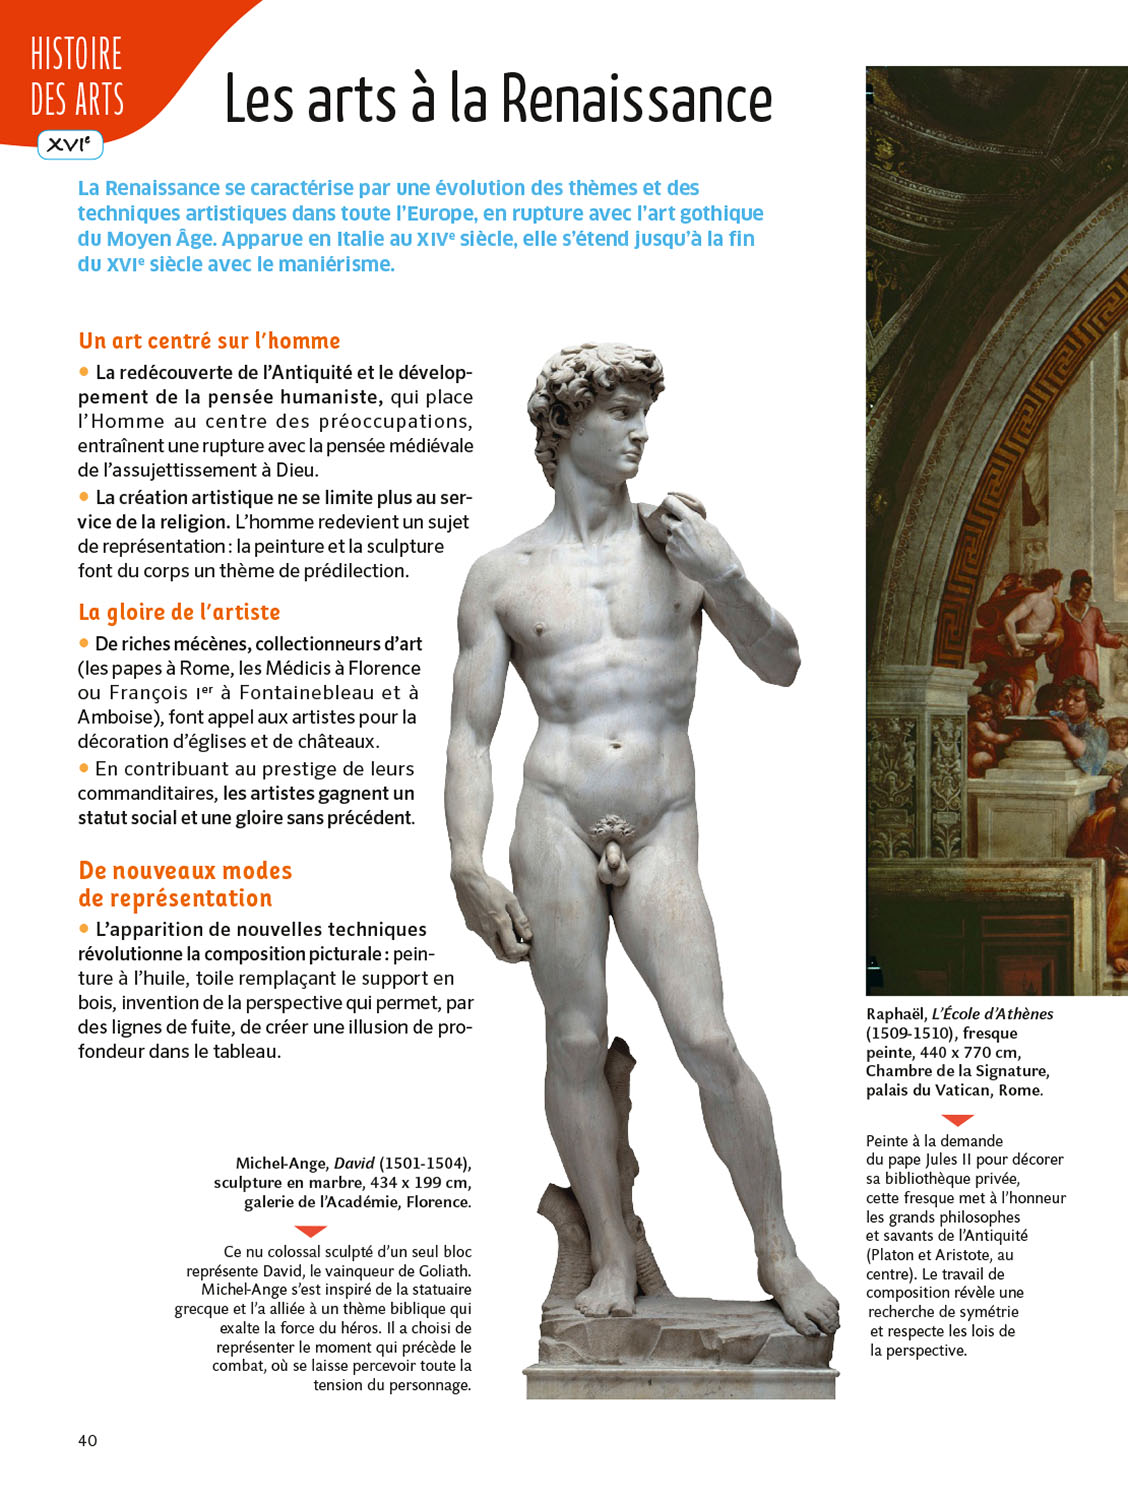 HISTOIRE
DES ARTS
XVIe
Les arts à la Renaissance
La Renaissance se caractérise par une évolution des thèmes et des
techniques artistiques dans toute l'Europe, en rupture avec l'art gothique
du Moyen Âge. Apparue en Italie au XIVe siècle, elle s'étend jusqu'à la fin
du XVIe siècle avec le maniérisme.
Un art centré sur l'homme
• La redécouverte de l'Antiquité et le dévelop-
pement de la pensée humaniste, qui place
l'Homme au centre des préoccupations,
entraînent une rupture avec la pensée médiévale
de l'assujettissement à Dieu.
• La création artistique ne se limite plus au ser-
vice de la religion. L'homme redevient un sujet
de représentation : la peinture et la sculpture
font du corps un thème de prédilection.
La gloire de l'artiste
• De riches mécènes, collectionneurs d'art
(les papes à Rome, les Médicis à Florence
ou François Ier à Fontainebleau et à
Amboise), font appel aux artistes pour la
décoration d'églises et de châteaux.
• En contribuant au prestige de leurs
commanditaires, les artistes gagnent un
statut social et une gloire sans précédent.
De nouveaux modes
de représentation
• L'apparition de nouvelles techniques
révolutionne la composition picturale : pein-
ture à l'huile, toile remplaçant le support en
bois, invention de la perspective qui permet, par
des lignes de fuite, de créer une illusion de pro-
fondeur dans le tableau.
Michel-Ange, David (1501-1504),
sculpture en marbre, 434 x 199 cm,
galerie de l'Académie, Florence.
Ce nu colossal sculpté d'un seul bloc
représente David, le vainqueur de Goliath.
Michel-Ange s'est inspiré de la statuaire
grecque et l'a alliée à un thème biblique qui
exalte la force du héros. Il a choisi de
représenter le moment qui précède le
combat, où se laisse percevoir toute la
tension du personnage.
Raphaël, L'École d'Athènes
(1509-1510), fresque
peinte, 440 x 770 cm,
Chambre de la Signature,
palais du Vatican, Rome.
Peinte à la demande
du pape Jules II pour décorer
sa bibliothèque privée,
cette fresque met à l'honneur
les grands philosophes
et savants de l'Antiquité
(Platon et Aristote, au
centre). Le travail de
composition révèle une
recherche de symétrie
et respecte les lois de
la perspective.
40